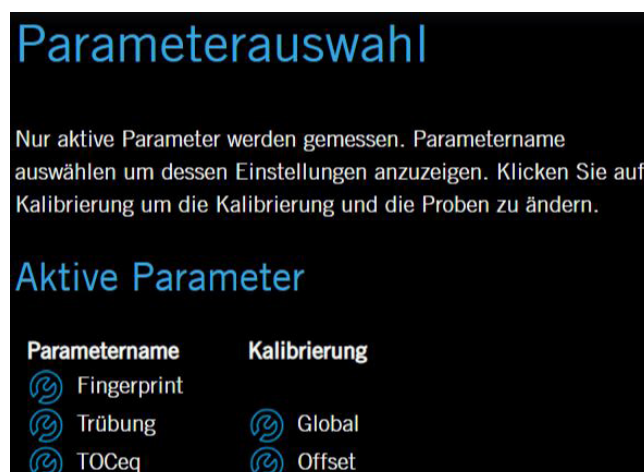 Parameterauswahl
Nur aktive Parameter werden gemessen. Parametername
auswählen um dessen Einstellungen anzuzeigen. Klicken Sie auf
Kalibrierung um die Kalibrierung und die Proben zu ändern.
Aktive Parameter
Parametername Kalibrierung
Fingerprint
Trübung Global
TOCeq Offset